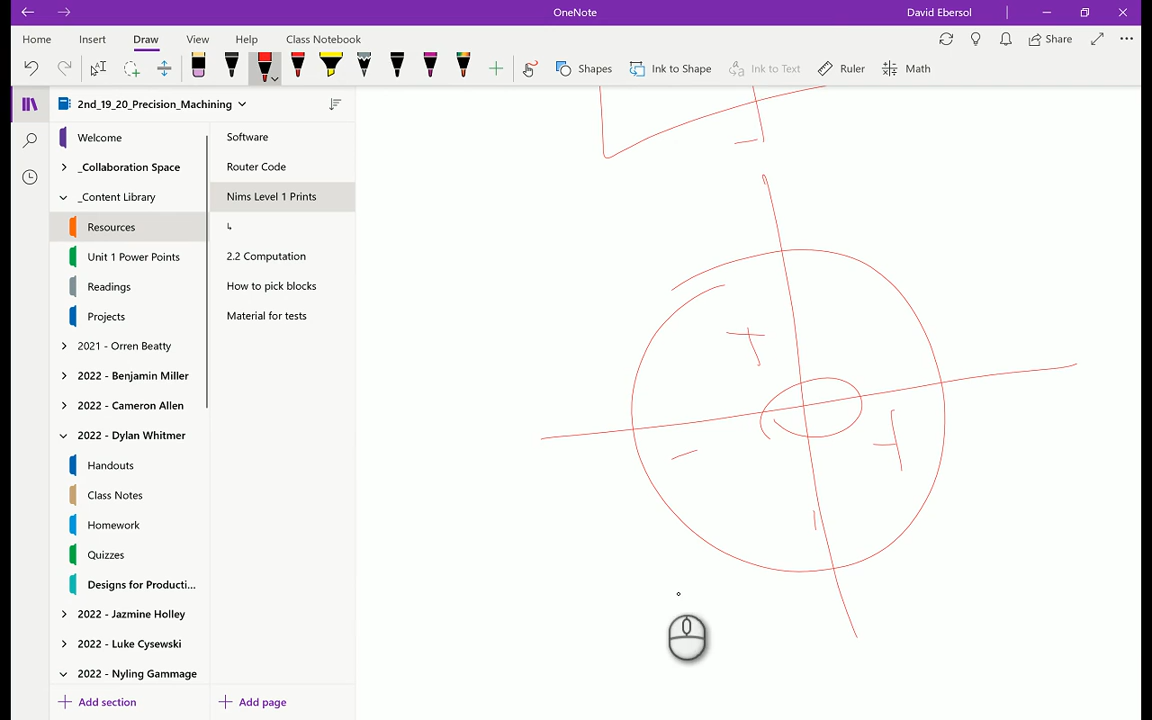 OneNote
David Ebersol
Home Insert Draw View Help Class Notebook
Share
Shapes Ink to Shape Ink to Text Ruler Math
2nd_19_20_Precision_Machining
Welcome
_Collaboration Space
_Content Library
Resources
Unit 1 Power Points
Readings
Projects
2021 - Orren Beatty
2022 - Benjamin Miller
2022 - Cameron Allen
2022 - Dylan Whitmer
Handouts
Class Notes
Homework
Quizzes
Designs for Producti...
2022 - Jazmine Holley
2022 - Luke Cysewski
2022 - Nyling Gammage
Add section
Software
Router Code
Nims Level 1 Prints
↳
2.2 Computation
How to pick blocks
Material for tests
Add page
+
-
+
-
-